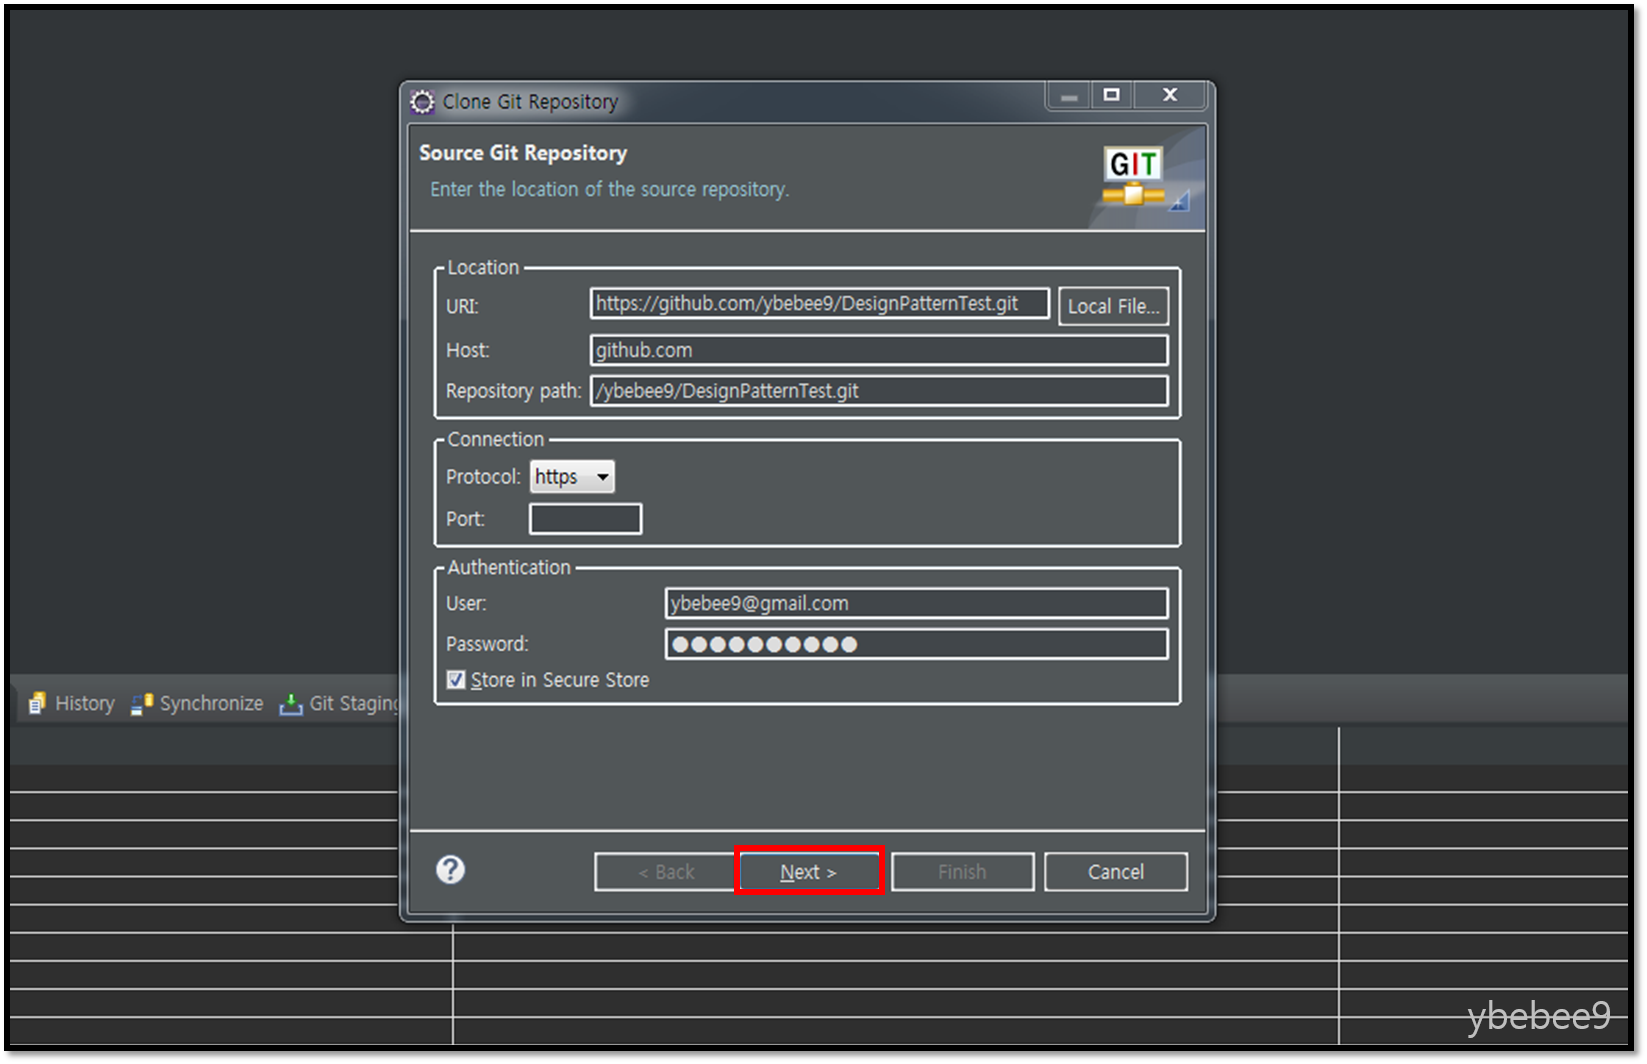 Clone Git Repository
Source Git Repository
Enter the location of the source repository.
GIT
Location
URI: https://github.com/ybebee9/DesignPatternTest.git Local File...
Host: github.com
Repository path: /ybebee9/DesignPatternTest.git
Connection
Protocol: https
Port:
Authentication
User: ybebee9@gmail.com
Password: ●●●●●●●●●●
Store in Secure Store
History Synchronize Git Staging
? < Back Next > Finish Cancel
ybebee9